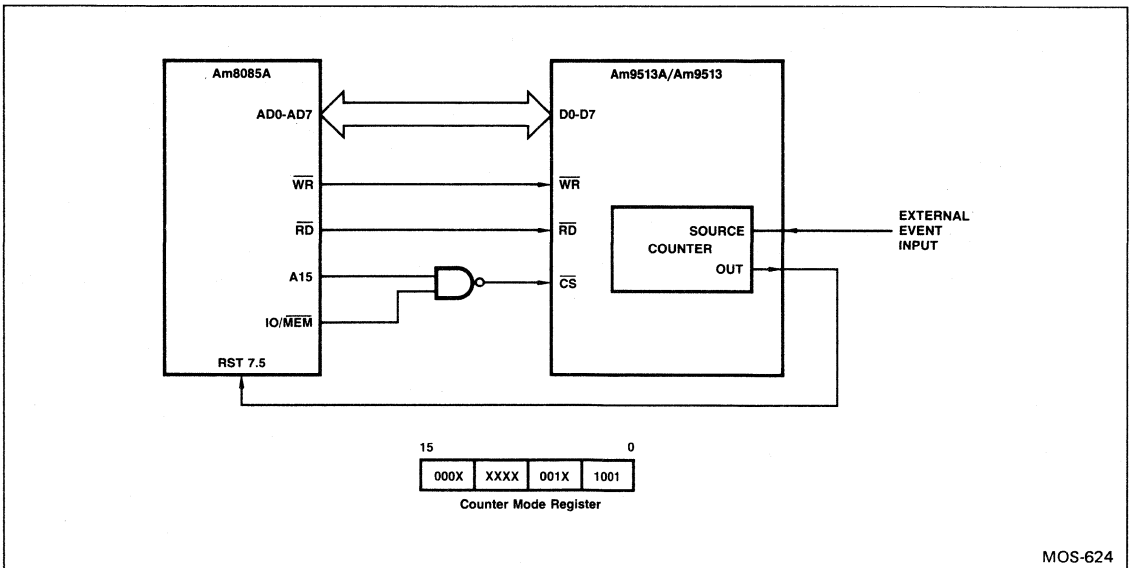 Am8085A
Am9513A/Am9513
AD0-AD7
D0-D7
WR
WR
RD
RD
SOURCE
COUNTER
OUT
EXTERNAL
EVENT
INPUT
A15
CS
IO/MEM
RST 7.5
15 0
000X XXXX 001X 1001
Counter Mode Register
MOS-624